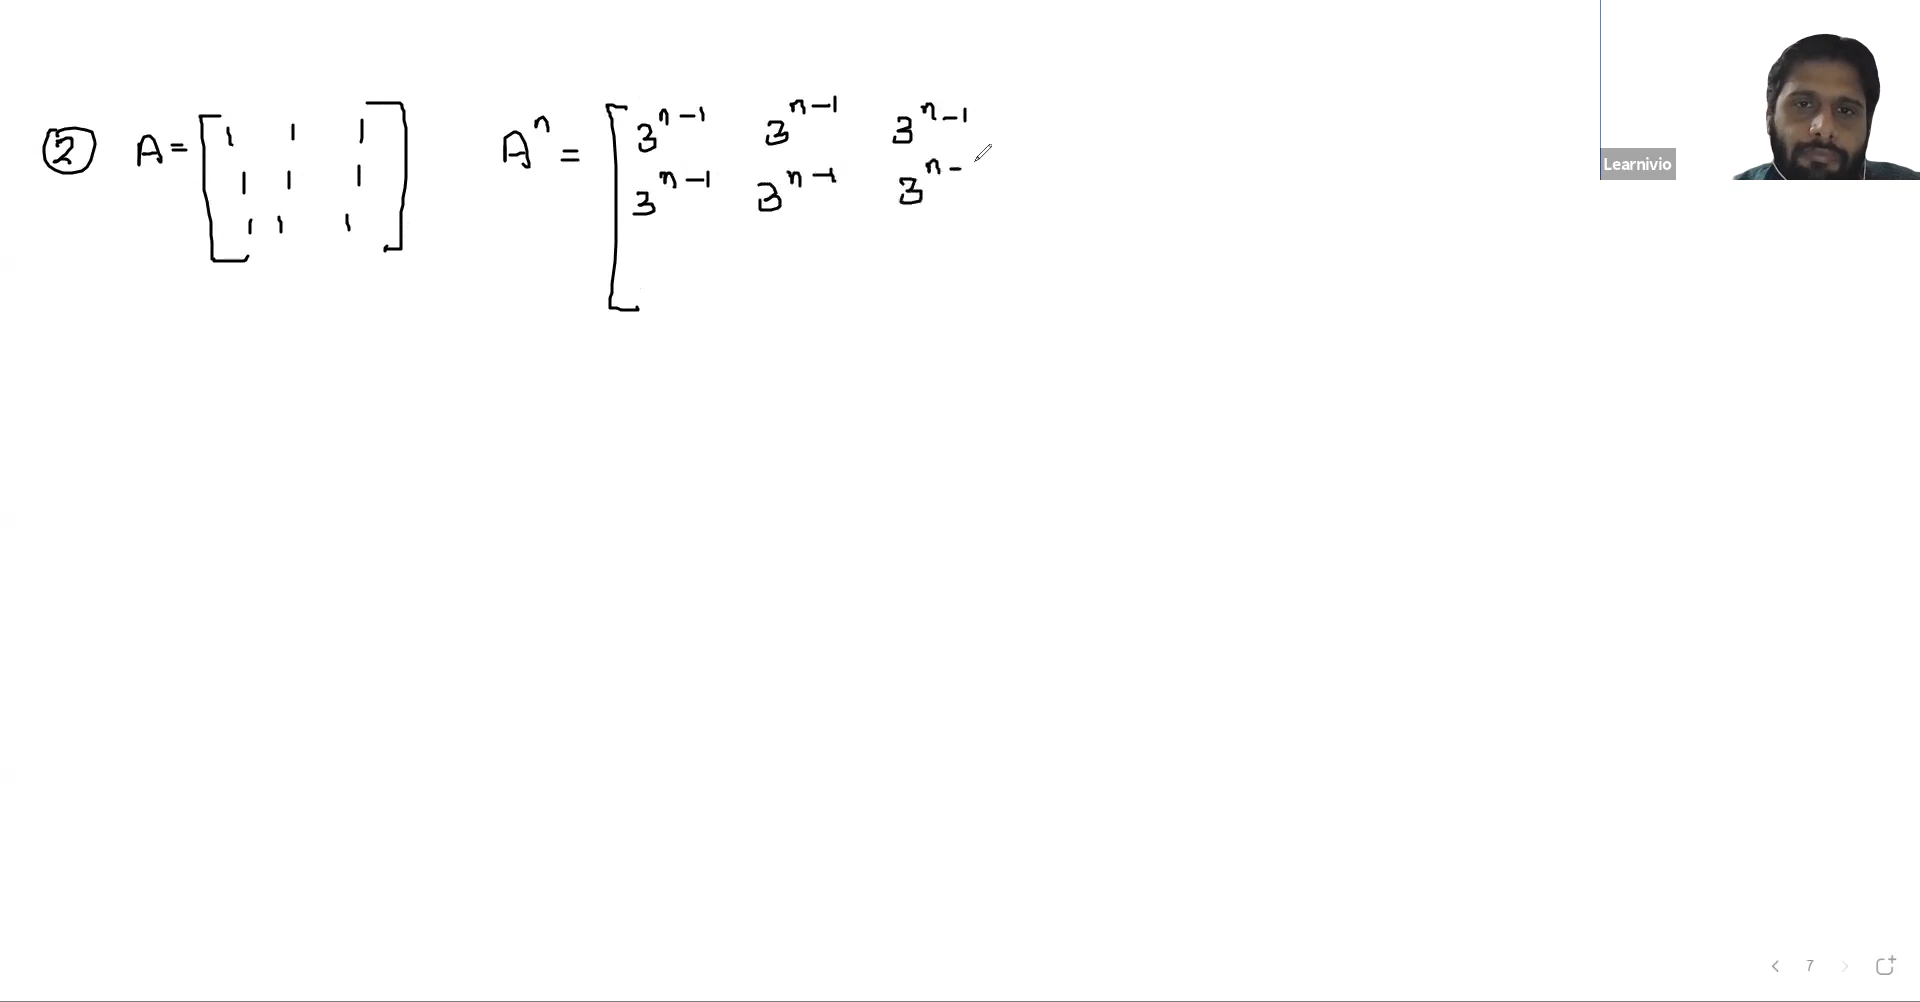 ② A = [ 1 1 1   Aⁿ = [ 3ⁿ⁻¹ 3ⁿ⁻¹ 3ⁿ⁻¹
1 1 1 ]   3ⁿ⁻¹ 3ⁿ⁻¹ 3ⁿ⁻
1 1 1
Learnivio
7